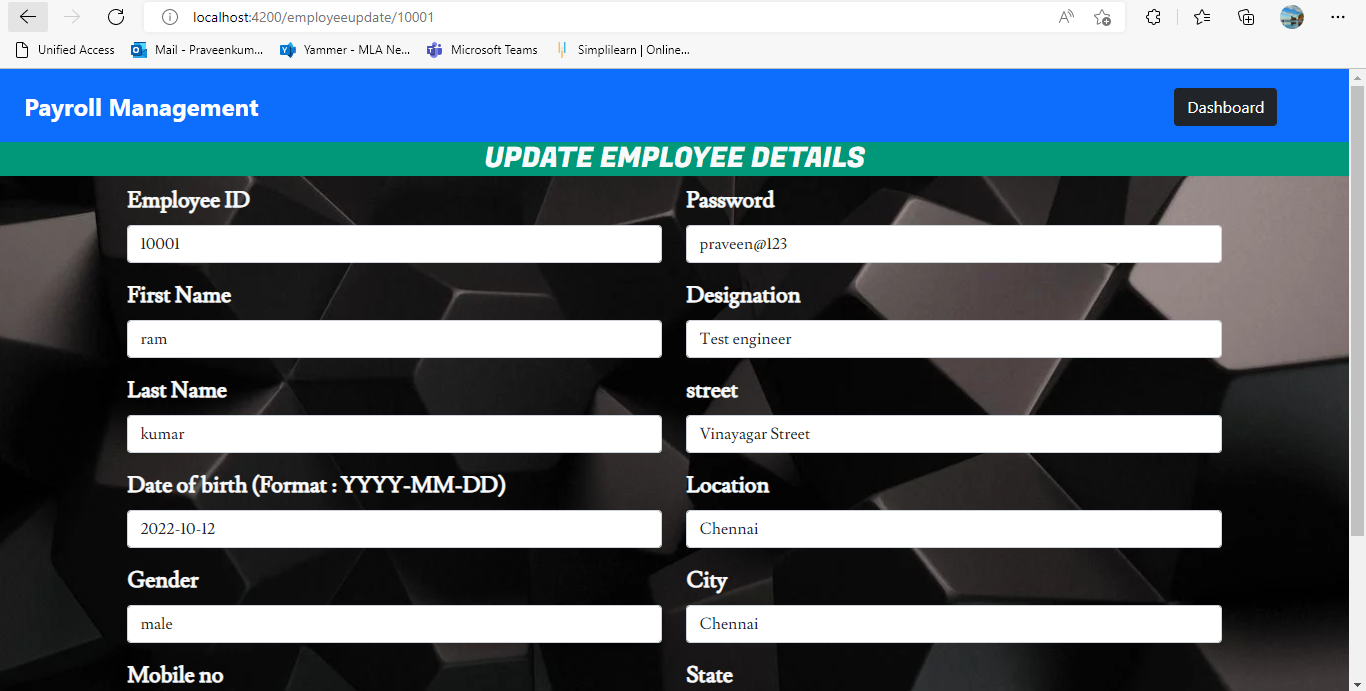 localhost:4200/employeeupdate/10001
Unified Access
Mail - Praveenkum...
Yammer - MLA Ne...
Microsoft Teams
Simplilearn | Online...
Payroll Management
Dashboard
UPDATE EMPLOYEE DETAILS
Employee ID
Password
10001
praveen@123
First Name
Designation
ram
Test engineer
Last Name
street
kumar
Vinayagar Street
Date of birth (Format : YYYY-MM-DD)
Location
2022-10-12
Chennai
Gender
City
male
Chennai
Mobile no
State